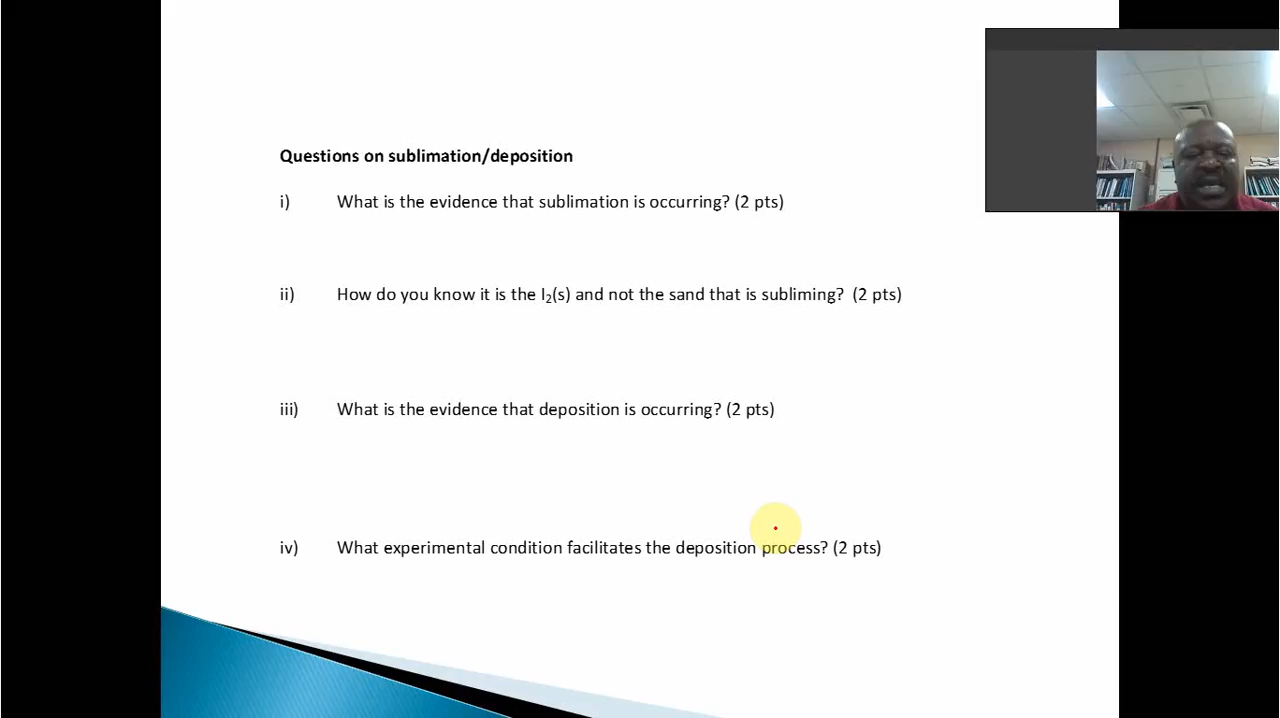 Questions on sublimation/deposition
i) What is the evidence that sublimation is occurring? (2 pts)
ii) How do you know it is the I₂(s) and not the sand that is subliming? (2 pts)
iii) What is the evidence that deposition is occurring? (2 pts)
iv) What experimental condition facilitates the deposition process? (2 pts)